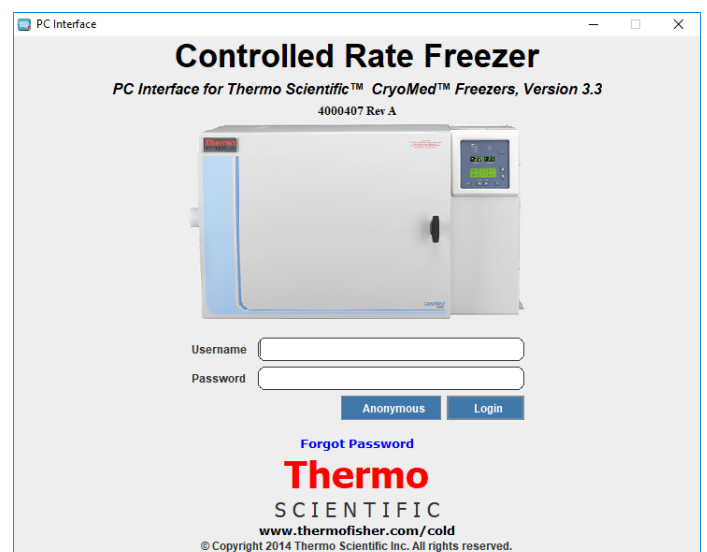 PC Interface
Controlled Rate Freezer
PC Interface for Thermo Scientific™ CryoMed™ Freezers, Version 3.3
4000407 Rev A
Thermo
Username
Password
Anonymous Login
Forgot Password
Thermo
SCIENTIFIC
www.thermofisher.com/cold
© Copyright 2014 Thermo Scientific Inc. All rights reserved.